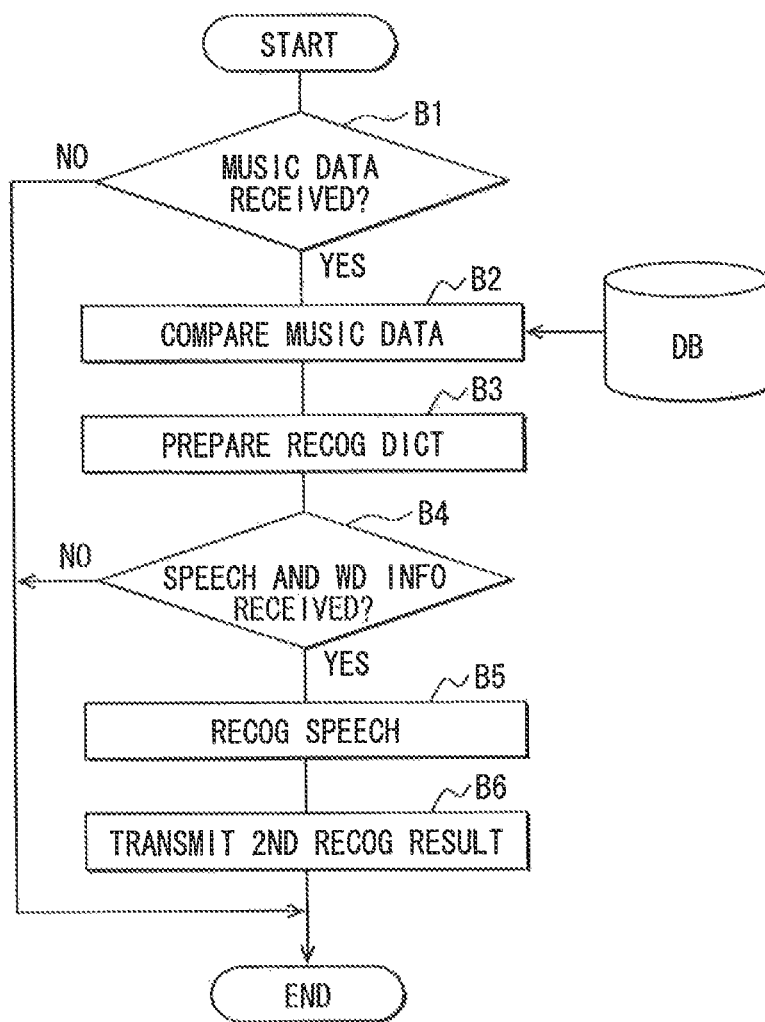 START
B1
NO
MUSIC DATA
RECEIVED?
YES
B2
COMPARE MUSIC DATA
DB
B3
PREPARE RECOG DICT
B4
NO
SPEECH AND WD INFO
RECEIVED?
YES
B5
RECOG SPEECH
B6
TRANSMIT 2ND RECOG RESULT
END